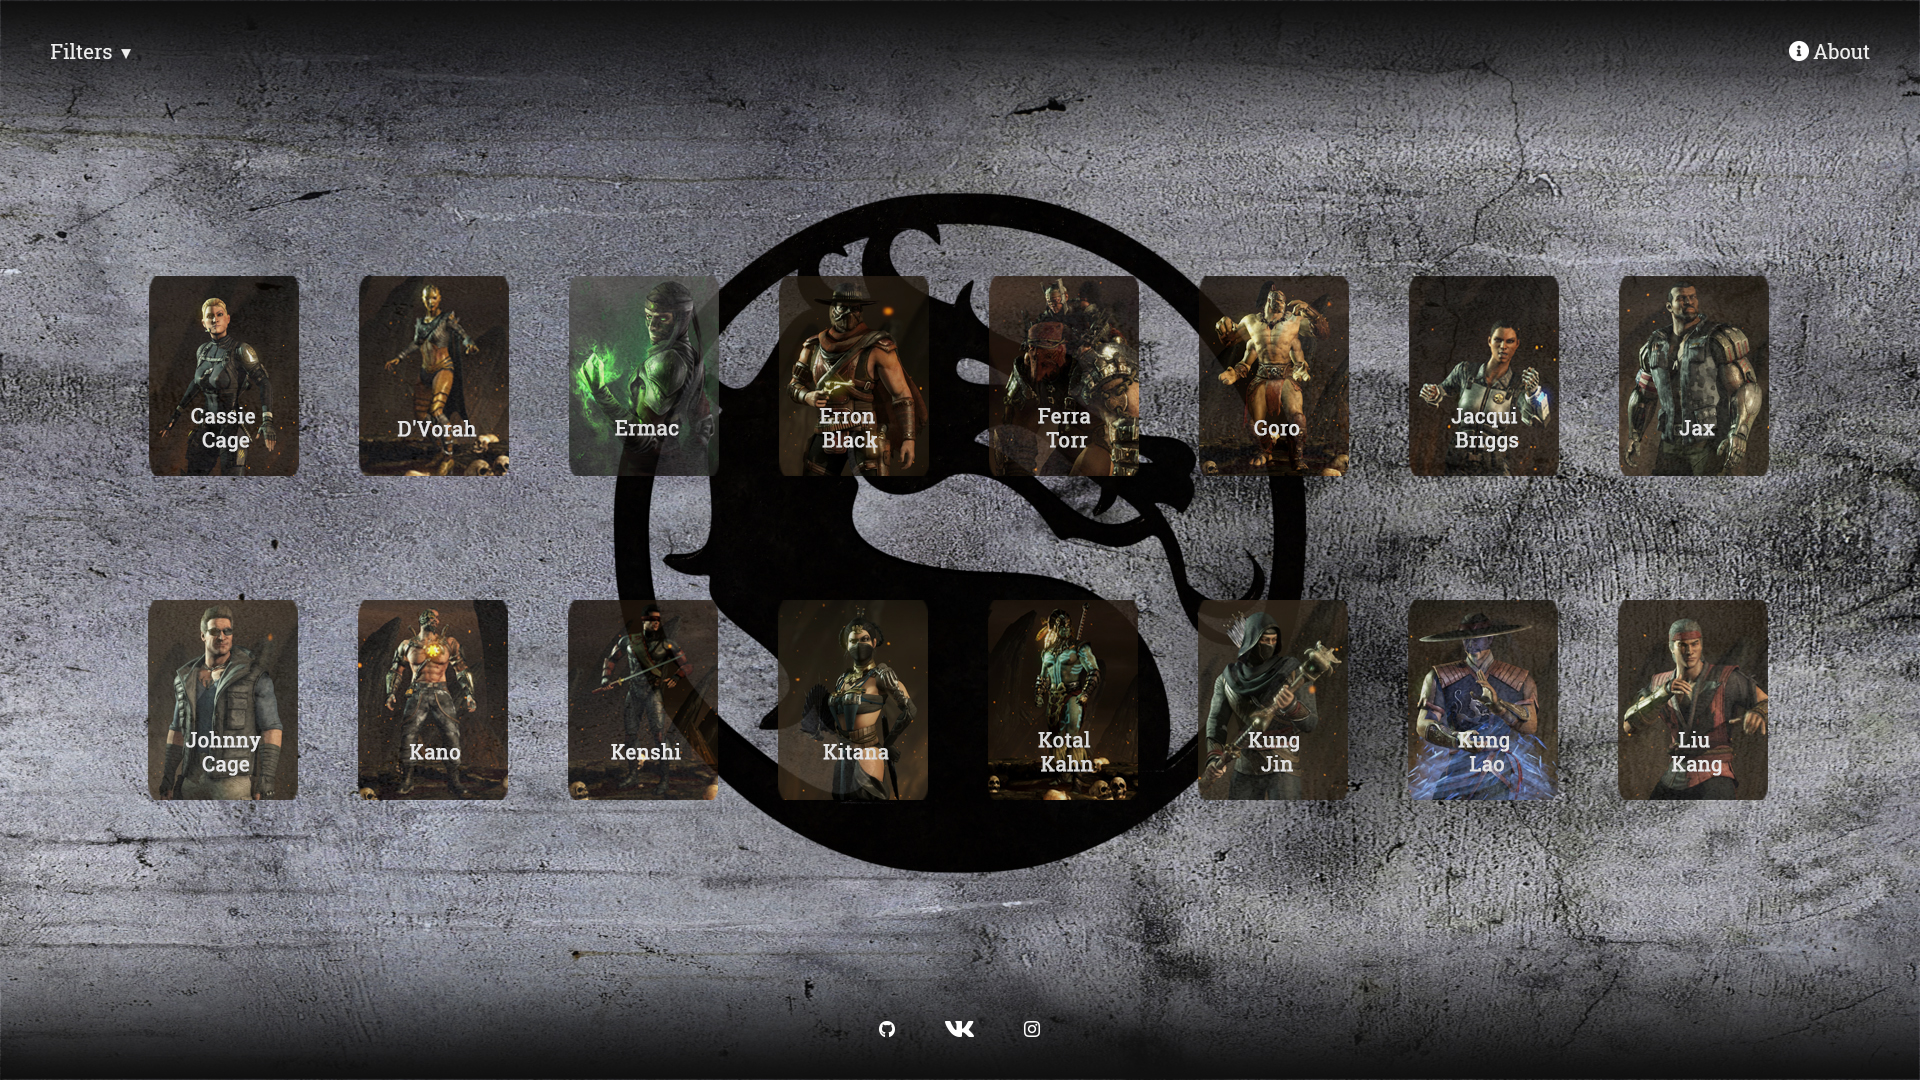 Filters ▼
About
Cassie
Cage
D'Vorah
Ermac
Erron
Black
Ferra
Torr
Goro
Jacqui
Briggs
Jax
Johnny
Cage
Kano
Kenshi
Kitana
Kotal
Kahn
Kung
Jin
Kung
Lao
Liu
Kang